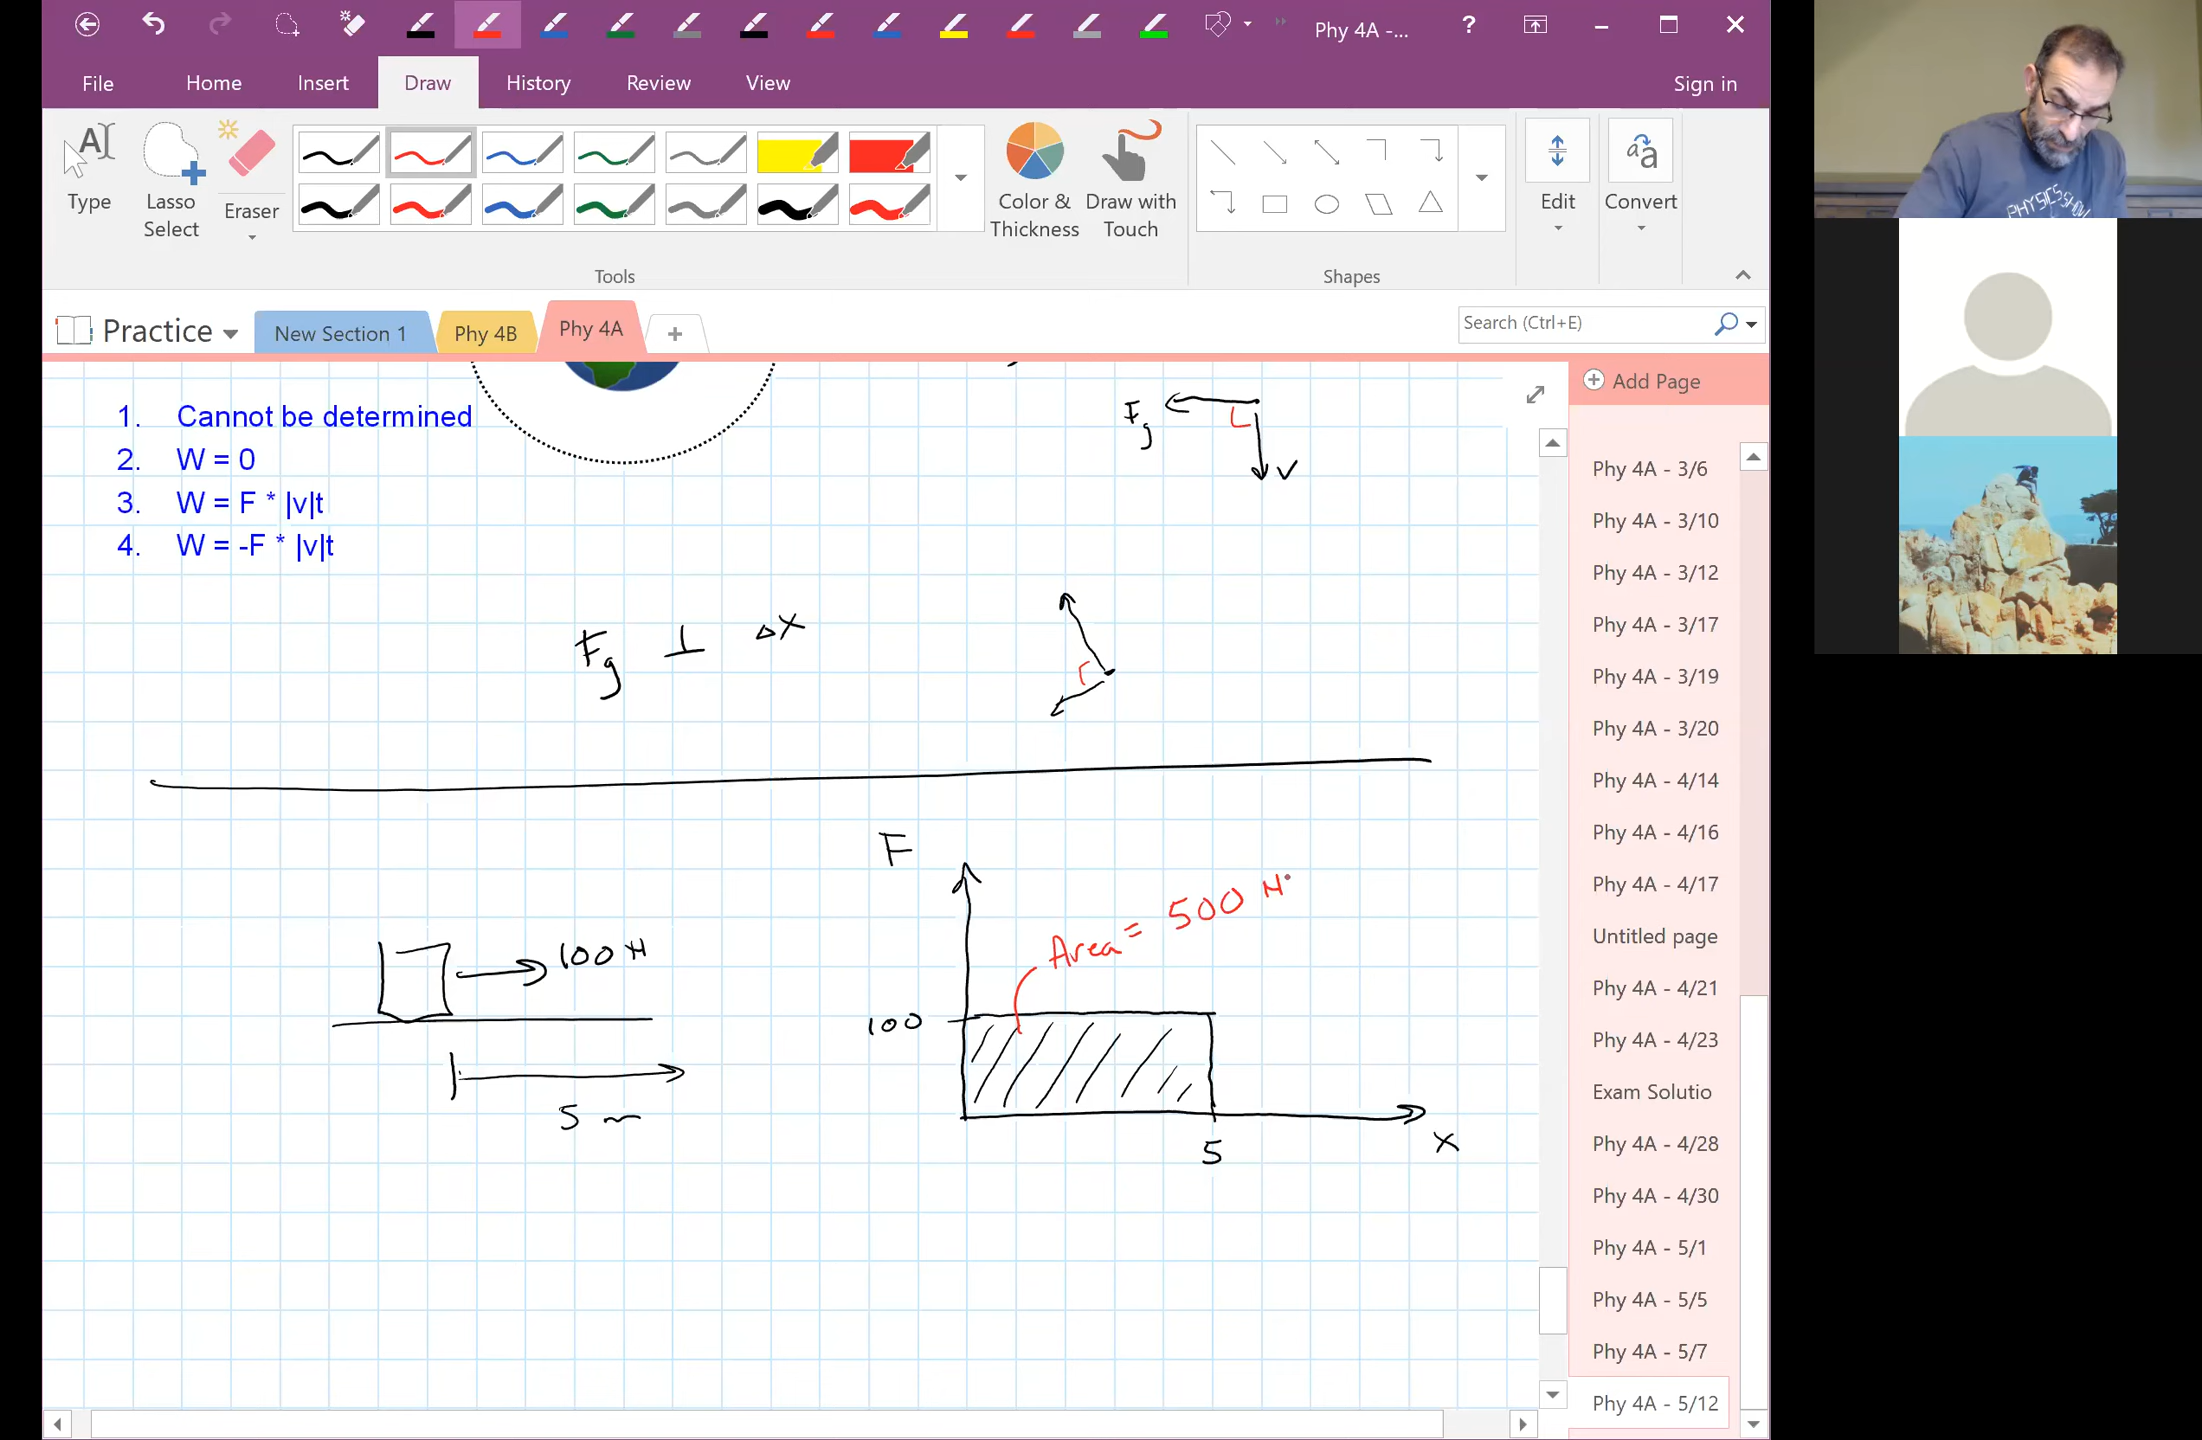 Phy 4A -...
?
File
Home
Insert
Draw
History
Review
View
Sign in
Type
Lasso Select
Eraser
Color & Thickness
Draw with Touch
Edit
Convert
Tools
Shapes
Practice
New Section 1
Phy 4B
Phy 4A
Search (Ctrl+E)
Add Page
Phy 4A - 3/6
Phy 4A - 3/10
Phy 4A - 3/12
Phy 4A - 3/17
Phy 4A - 3/19
Phy 4A - 3/20
Phy 4A - 4/14
Phy 4A - 4/16
Phy 4A - 4/17
Untitled page
Phy 4A - 4/21
Phy 4A - 4/23
Exam Solutio
Phy 4A - 4/28
Phy 4A - 4/30
Phy 4A - 5/1
Phy 4A - 5/5
Phy 4A - 5/7
Phy 4A - 5/12
1. Cannot be determined
2. W = 0
3. W = F * |v|t
4. W = -F * |v|t
Fg
v
Fg ⊥ ΔX
F
Area = 500 N·
100 N
100
5 m
5
X
PHYSICS SHOW